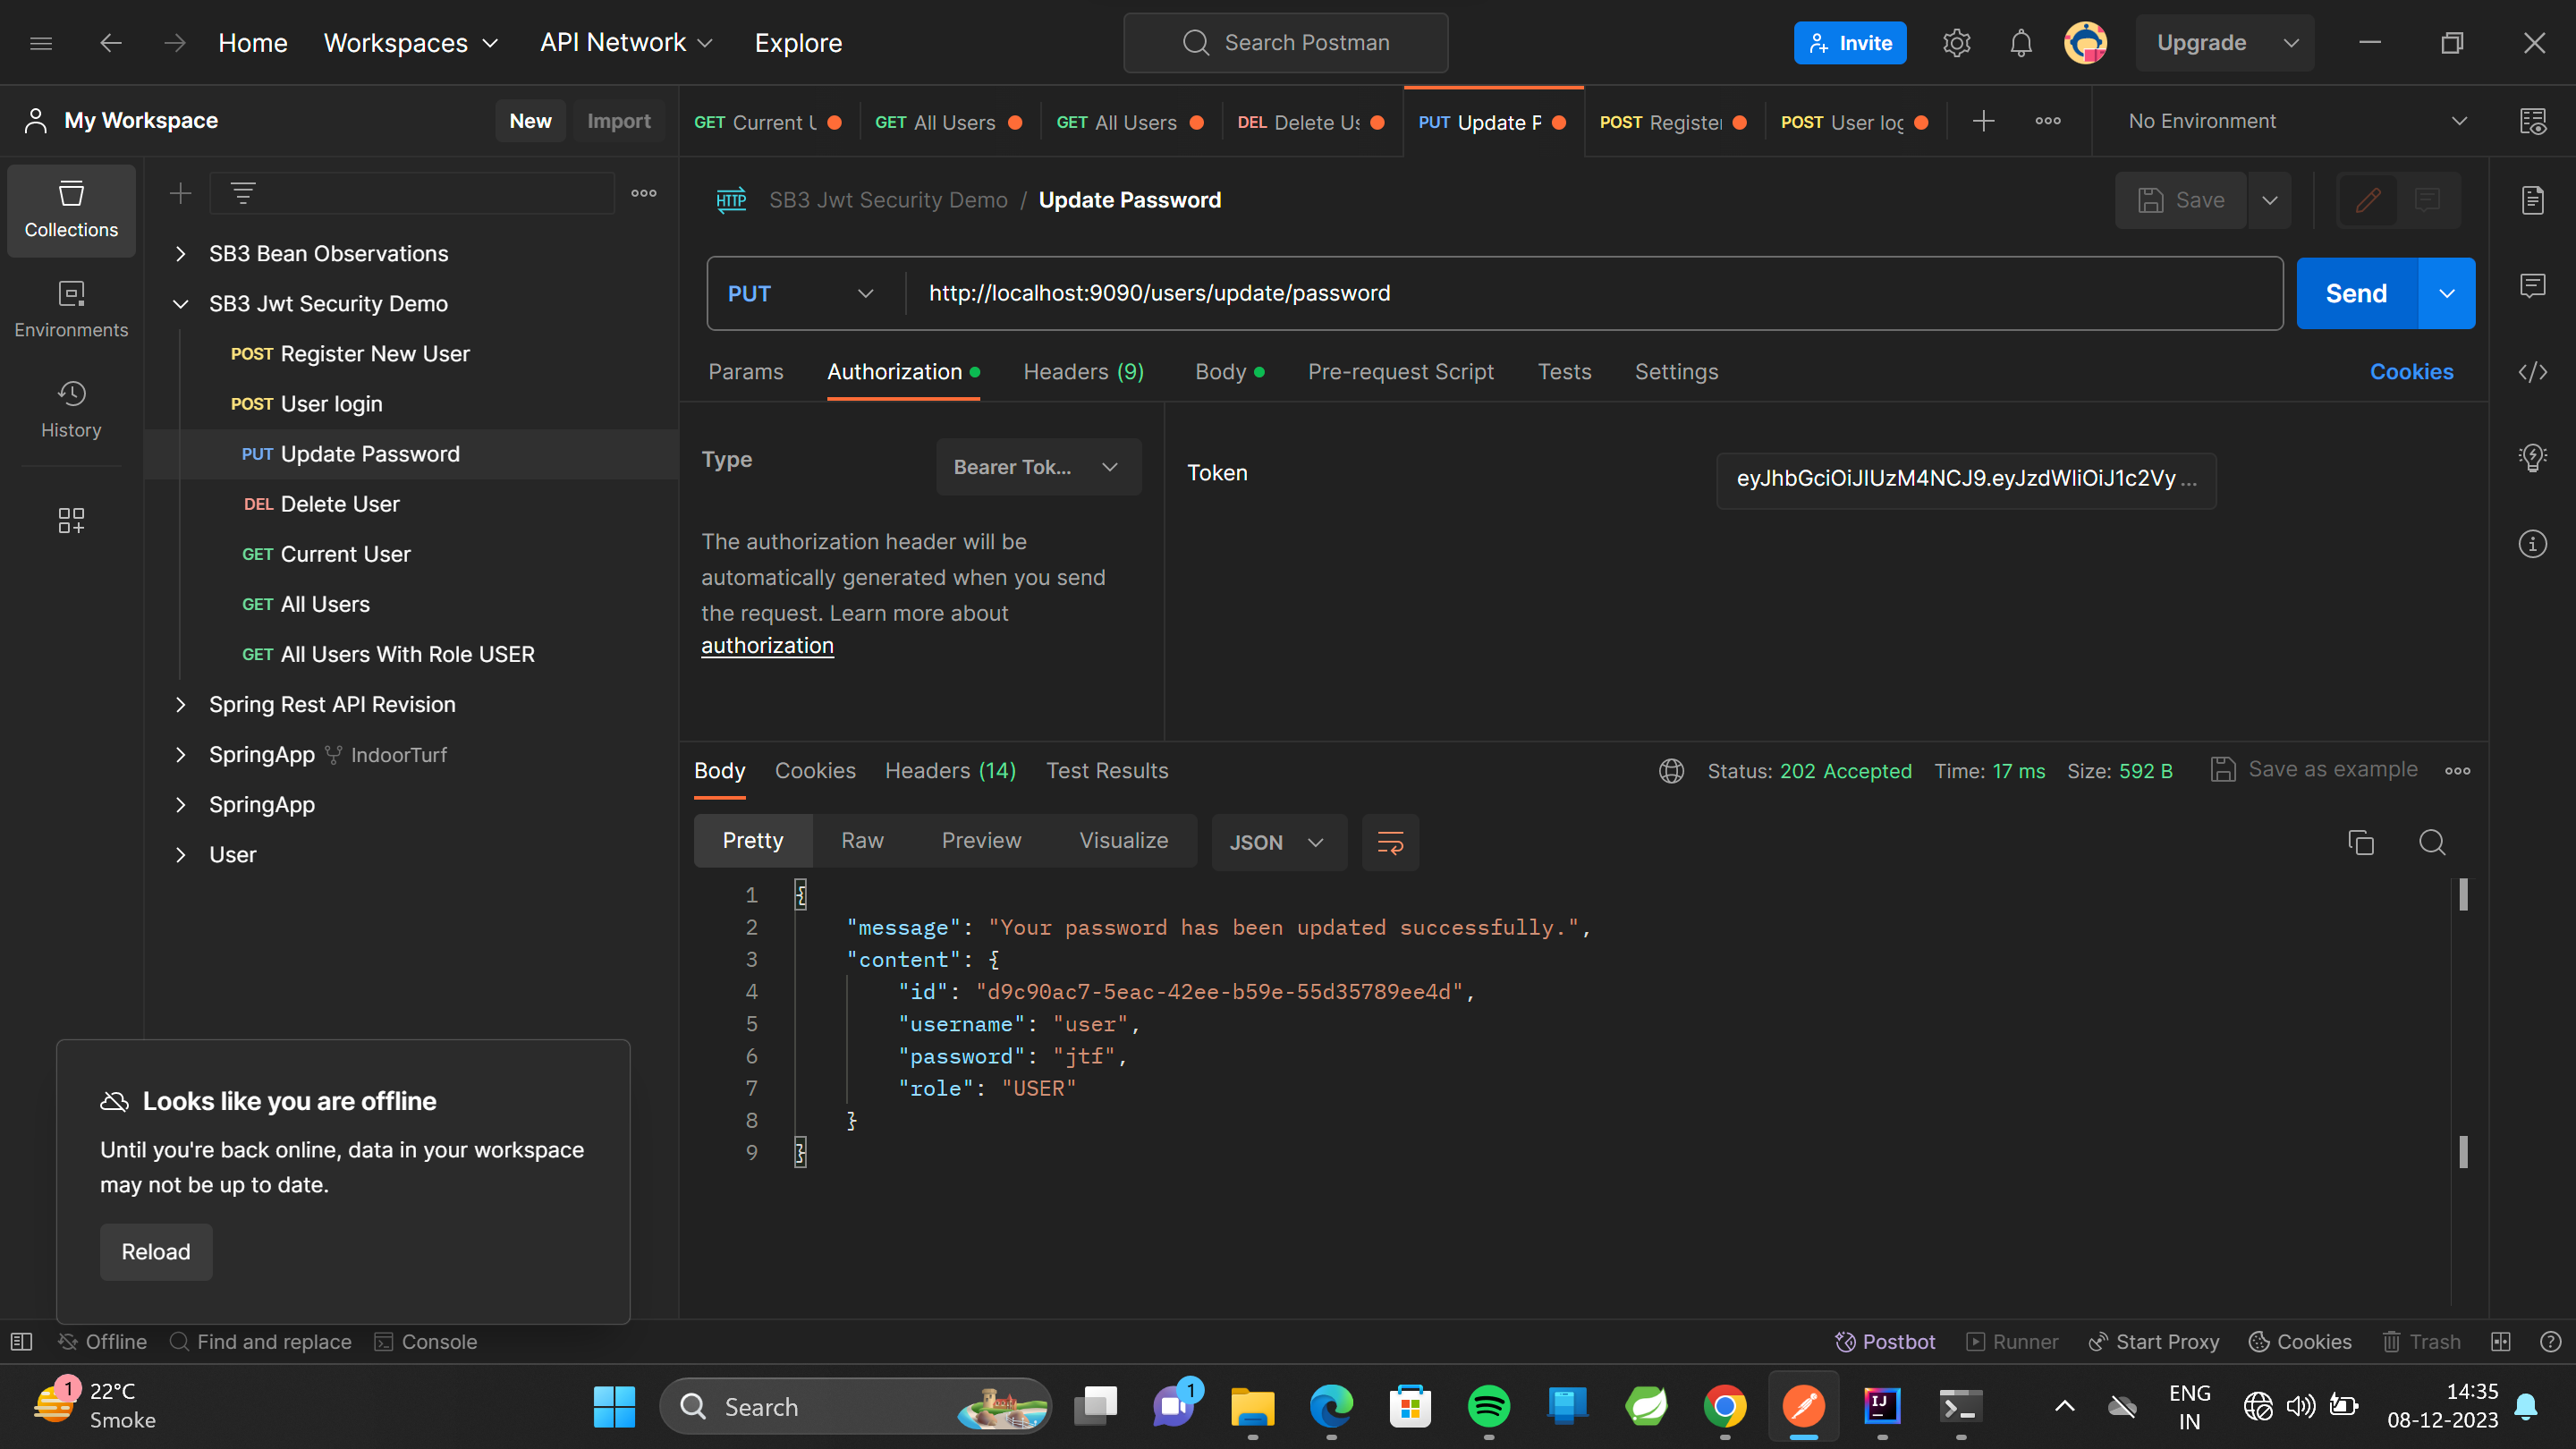 Home
Workspaces
API Network
Explore
Search Postman
Invite
Upgrade
My Workspace
New
Import
GET Current U
GET All Users
GET All Users
DEL Delete Us
PUT Update P
POST Register
POST User log
No Environment
Collections
Environments
History
SB3 Bean Observations
SB3 Jwt Security Demo
POST Register New User
POST User login
PUT Update Password
DEL Delete User
GET Current User
GET All Users
GET All Users With Role USER
Spring Rest API Revision
SpringApp IndoorTurf
SpringApp
User
HTTP SB3 Jwt Security Demo / Update Password
Save
PUT
http://localhost:9090/users/update/password
Send
Params
Authorization
Headers (9)
Body
Pre-request Script
Tests
Settings
Cookies
Type
Bearer Tok...
The authorization header will be
automatically generated when you send
the request. Learn more about
authorization
Token
eyJhbGciOiJIUzM4NCJ9.eyJzdWIiOiJ1c2Vy ...
Body
Cookies
Headers (14)
Test Results
Status: 202 Accepted
Time: 17 ms
Size: 592 B
Save as example
Pretty
Raw
Preview
Visualize
JSON
1 {
2 "message": "Your password has been updated successfully.",
3 "content": {
4 "id": "d9c90ac7-5eac-42ee-b59e-55d35789ee4d",
5 "username": "user",
6 "password": "jtf",
7 "role": "USER"
8 }
9 }
Looks like you are offline
Until you're back online, data in your workspace
may not be up to date.
Reload
Offline
Find and replace
Console
Postbot
Runner
Start Proxy
Cookies
Trash
1
22°C
Smoke
Search
1
IJ
ENG
IN
14:35
08-12-2023